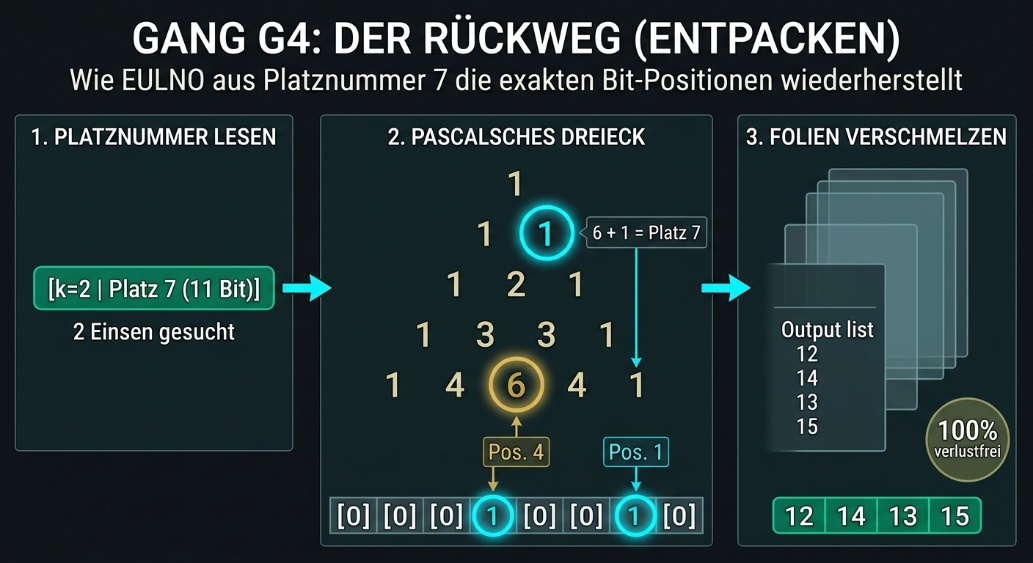 GANG G4: DER RÜCKWEG (ENTPACKEN)
Wie EULNO aus Platznummer 7 die exakten Bit-Positionen wiederherstellt
1. PLATZNUMMER LESEN
[k=2 | Platz 7 (11 Bit)]
2 Einsen gesucht
2. PASCALSCHES DREIECK
1
1 1
6 + 1 = Platz 7
1 2 1
1 3 3 1
1 4 6 4 1
Pos. 4
Pos. 1
[0] [0] [0] 1 [0] [0] 1 [0]
3. FOLIEN VERSCHMELZEN
Output list
12
14
13
15
100%
verlustfrei
12 14 13 15